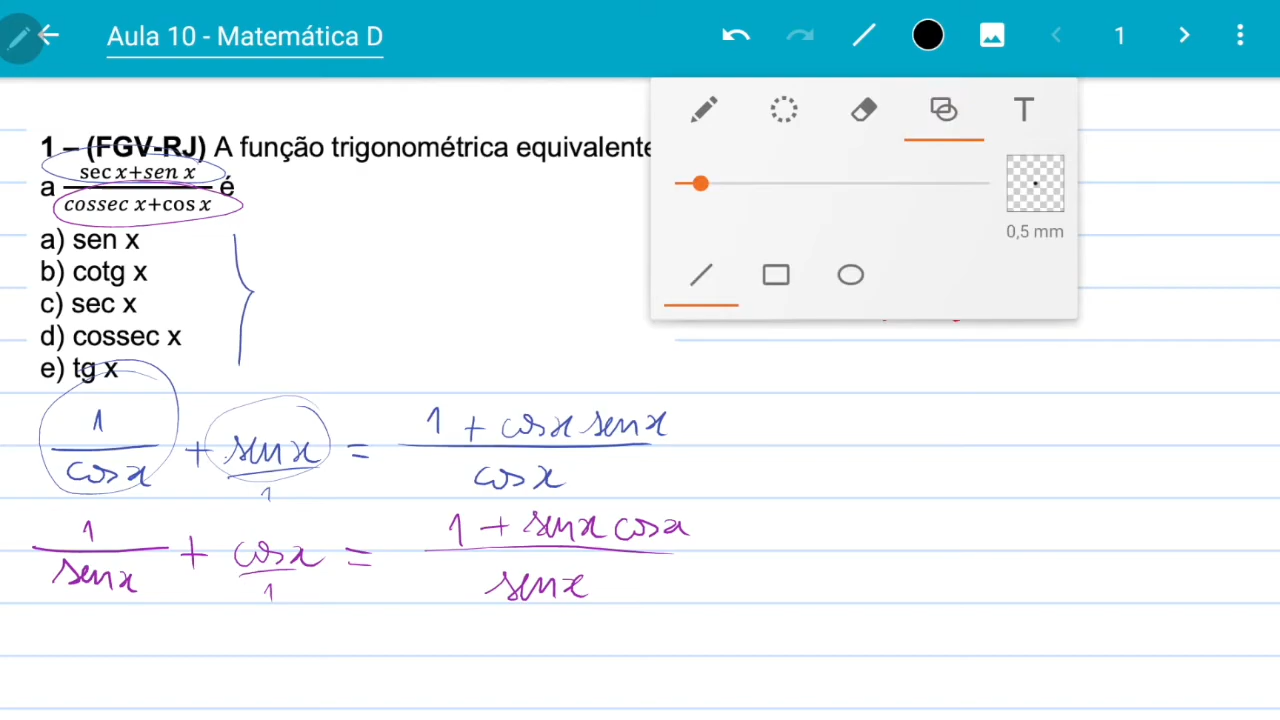 Aula 10 - Matemática D
1
1 – (FGV-RJ) A função trigonométrica equivalente
a (sec x+sen x)/(cossec x+cos x) é
a) sen x
b) cotg x
c) sec x
d) cossec x
e) tg x
T
0,5 mm
1/cosx + senx/1 = (1 + cosx senx)/cosx
1/senx + cosx/1 = (1 + senx cosx)/senx